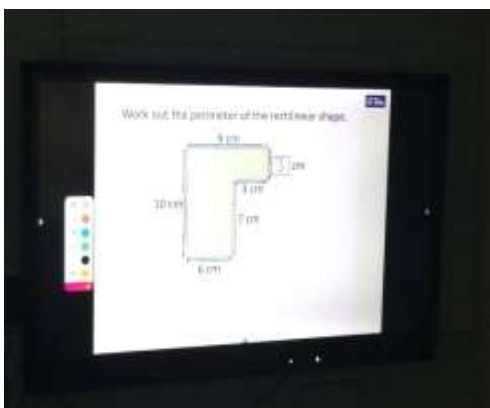 Work out the perimeter of the rectilinear shape.
9 cm
3 cm
3 cm
10 cm
7 cm
6 cm